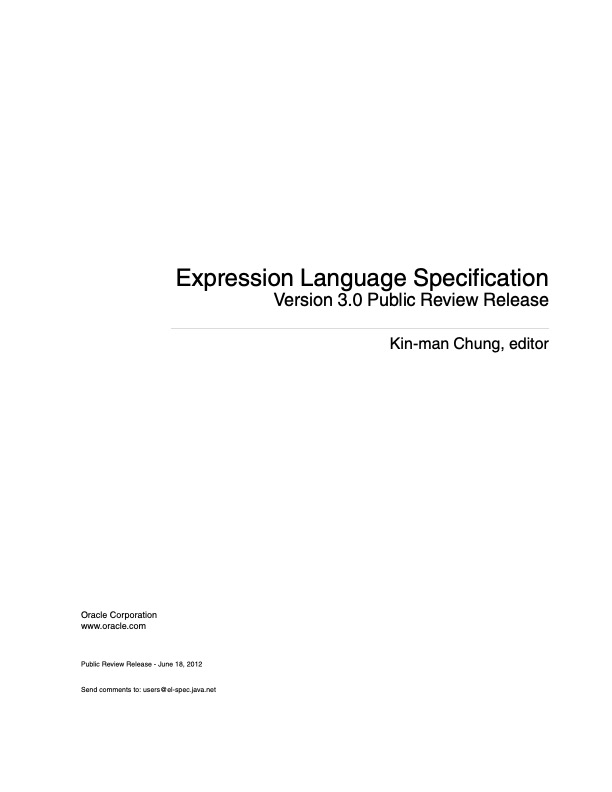 Expression Language Specification
Version 3.0 Public Review Release
Kin-man Chung, editor
Oracle Corporation
www.oracle.com
Public Review Release - June 18, 2012
Send comments to: users@el-spec.java.net